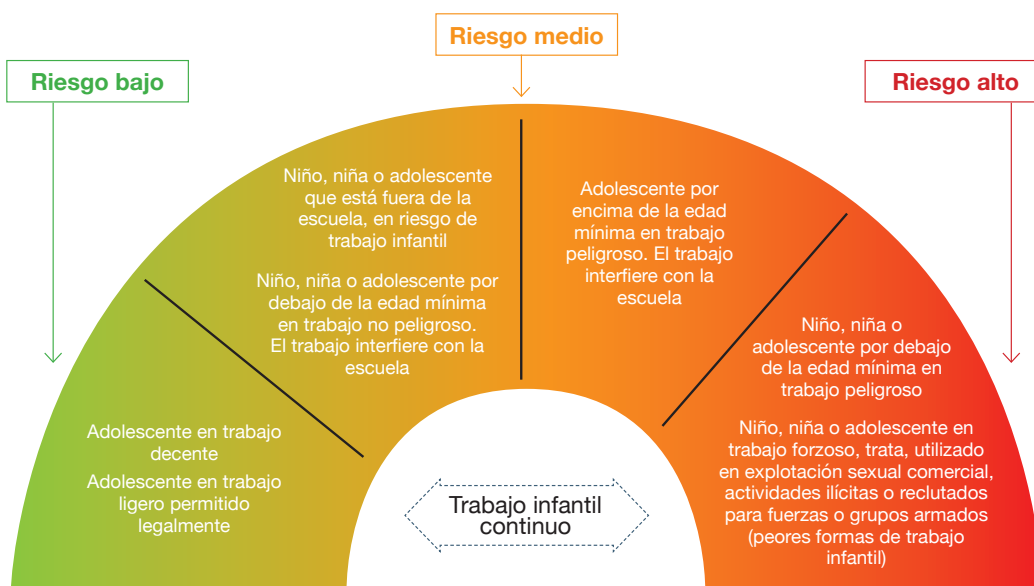 Riesgo medio
Riesgo bajo
Riesgo alto
Niño, niña o adolescente
que está fuera de la
escuela, en riesgo de
trabajo infantil
Niño, niña o adolescente por
debajo de la edad mínima
en trabajo no peligroso.
El trabajo interfiere con la
escuela
Adolescente por
encima de la edad
mínima en trabajo
peligroso. El trabajo
interfiere con la
escuela
Adolescente en trabajo
decente
Adolescente en trabajo
ligero permitido
legalmente
Niño, niña o
adolescente por debajo
de la edad mínima en
trabajo peligroso
Niño, niña o adolescente en
trabajo forzoso, trata, utilizado
en explotación sexual comercial,
actividades ilícitas o reclutados
para fuerzas o grupos armados
(peores formas de trabajo
infantil)
Trabajo infantil
continuo